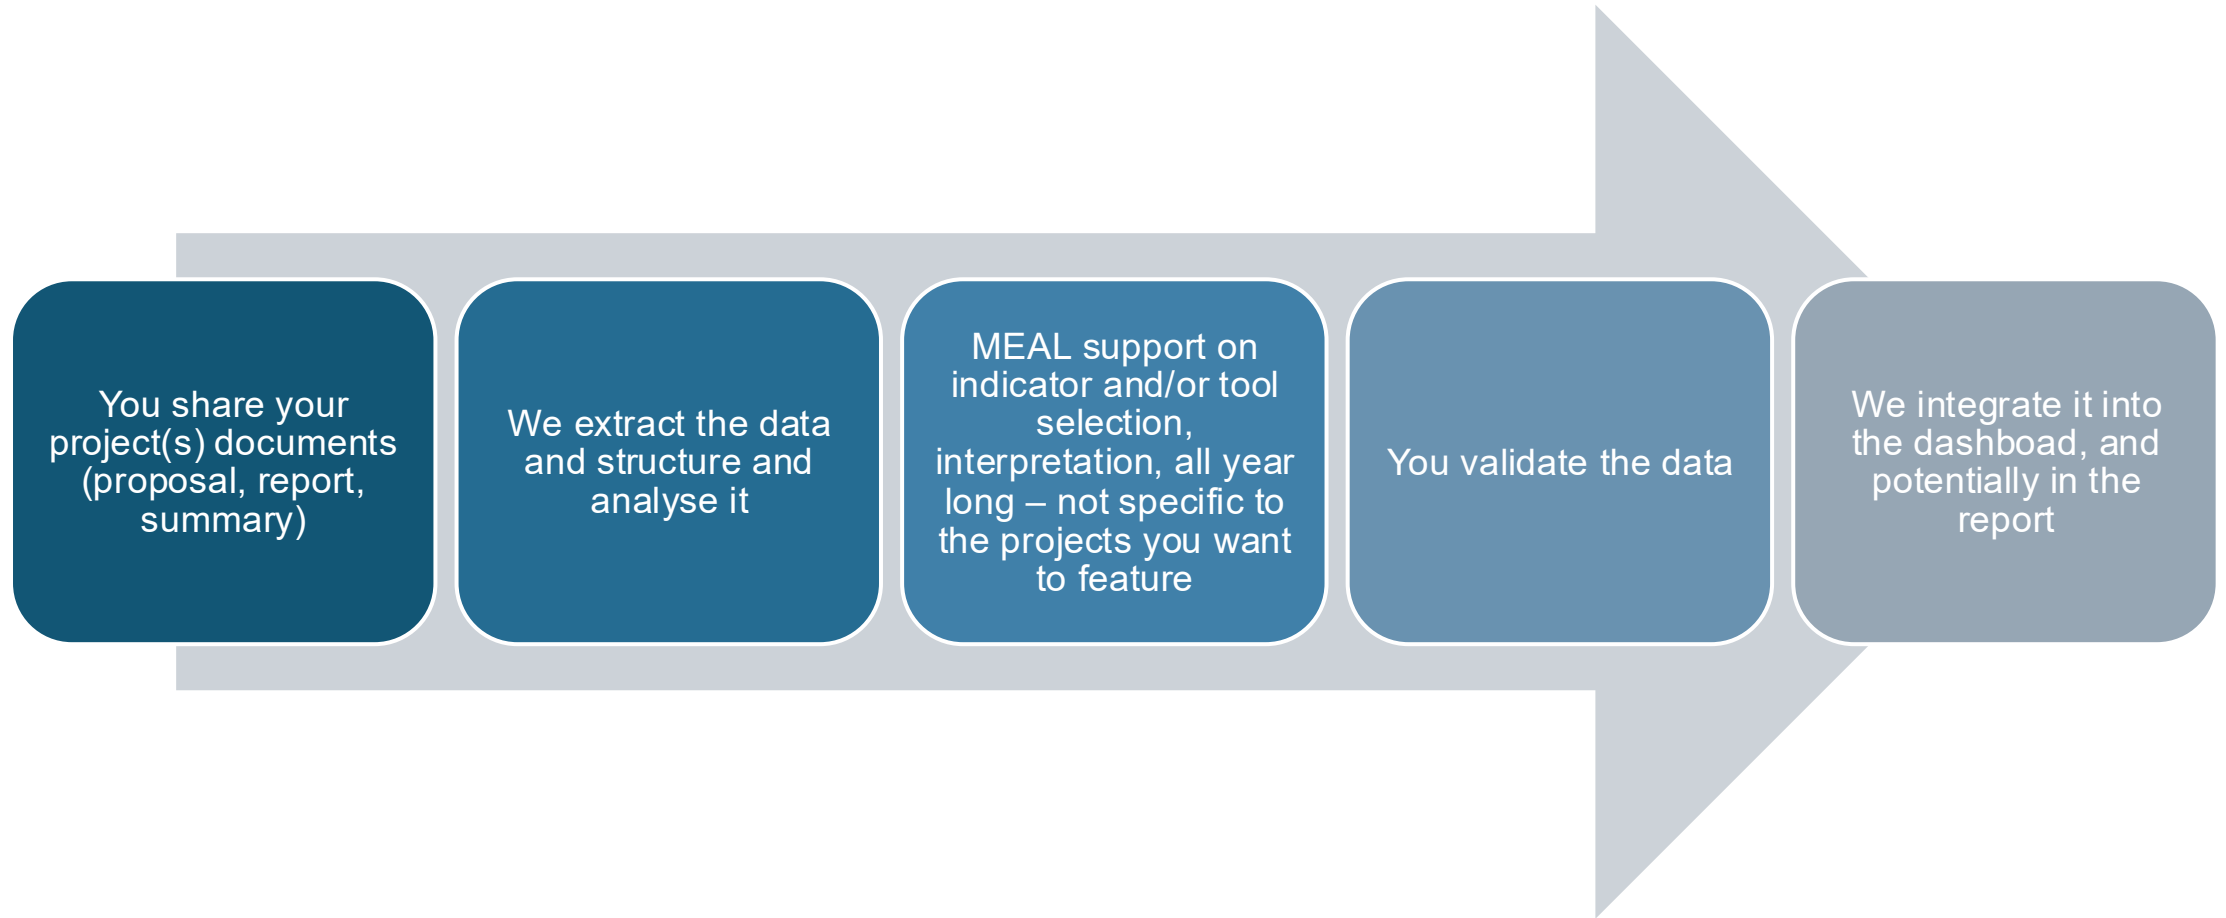 You share your
project(s) documents
(proposal, report,
summary)
We extract the data
and structure and
analyse it
MEAL support on
indicator and/or tool
selection,
interpretation, all year
long – not specific to
the projects you want
to feature
You validate the data
We integrate it into
the dashboad, and
potentially in the
report